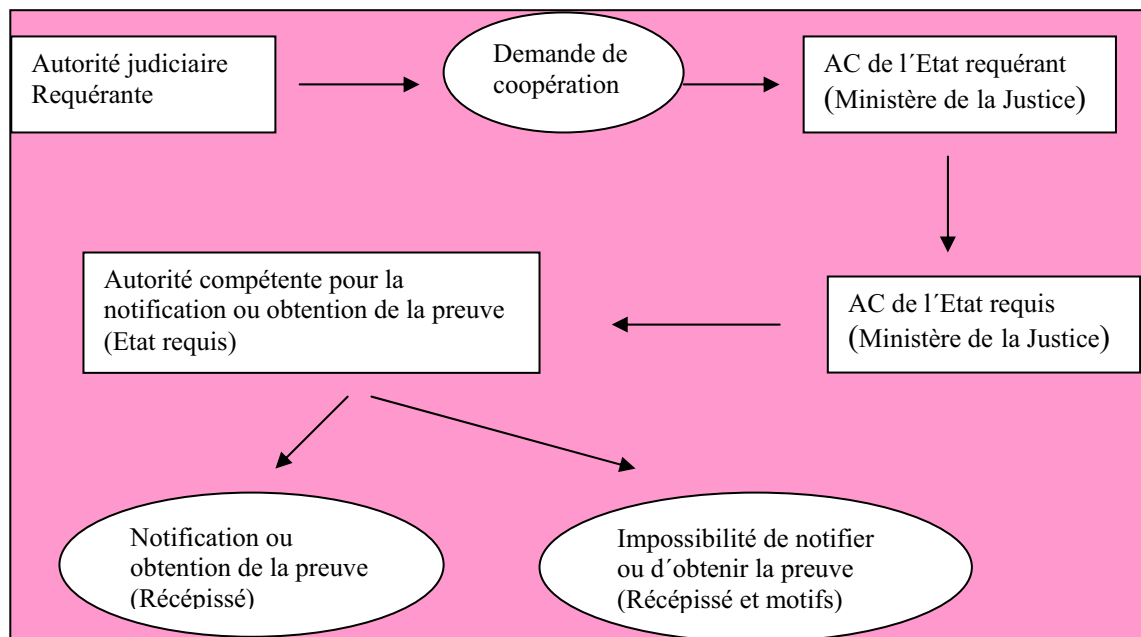 Autorité judiciaire
Requérante
Demande de
coopération
AC de l´Etat requérant
(Ministère de la Justice)
Autorité compétente pour la
notification ou obtention de la preuve
(Etat requis)
AC de l´Etat requis
(Ministère de la Justice)
Notification ou
obtention de la preuve
(Récépissé)
Impossibilité de notifier
ou d´obtenir la preuve
(Récépissé et motifs)